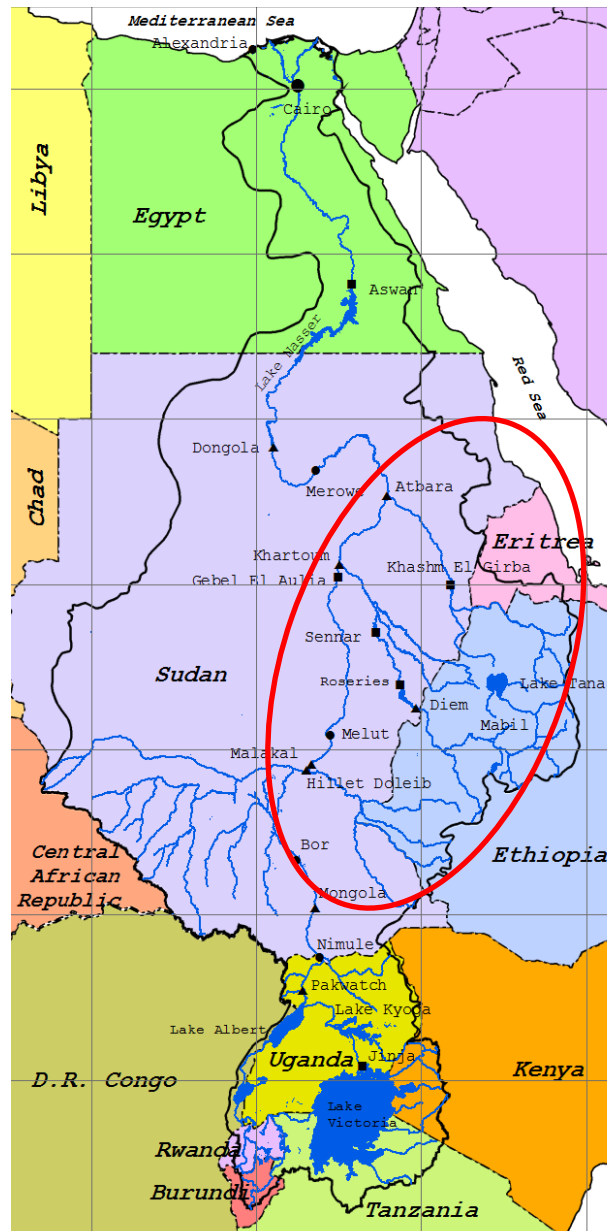 Mediterranean Sea
Alexandria
Cairo
Libya
Egypt
Aswan
Lake Nasser
Red Sea
Dongola
Merowe
Atbara
Chad
Khartoum
Eritrea
Gebel El Aulia
Khashm El Girba
Sennar
Sudan
Roseries
Lake Tana
Diem
Mabil
Melut
Malakal
Hillet Doleib
Bor
Central
African
Republic
Ethiopia
Mongola
Nimule
Pakwatch
Lake Kyoga
Lake Albert
Uganda
Jinja
D.R. Congo
Kenya
Lake
Victoria
Rwanda
Burundi
Tanzania